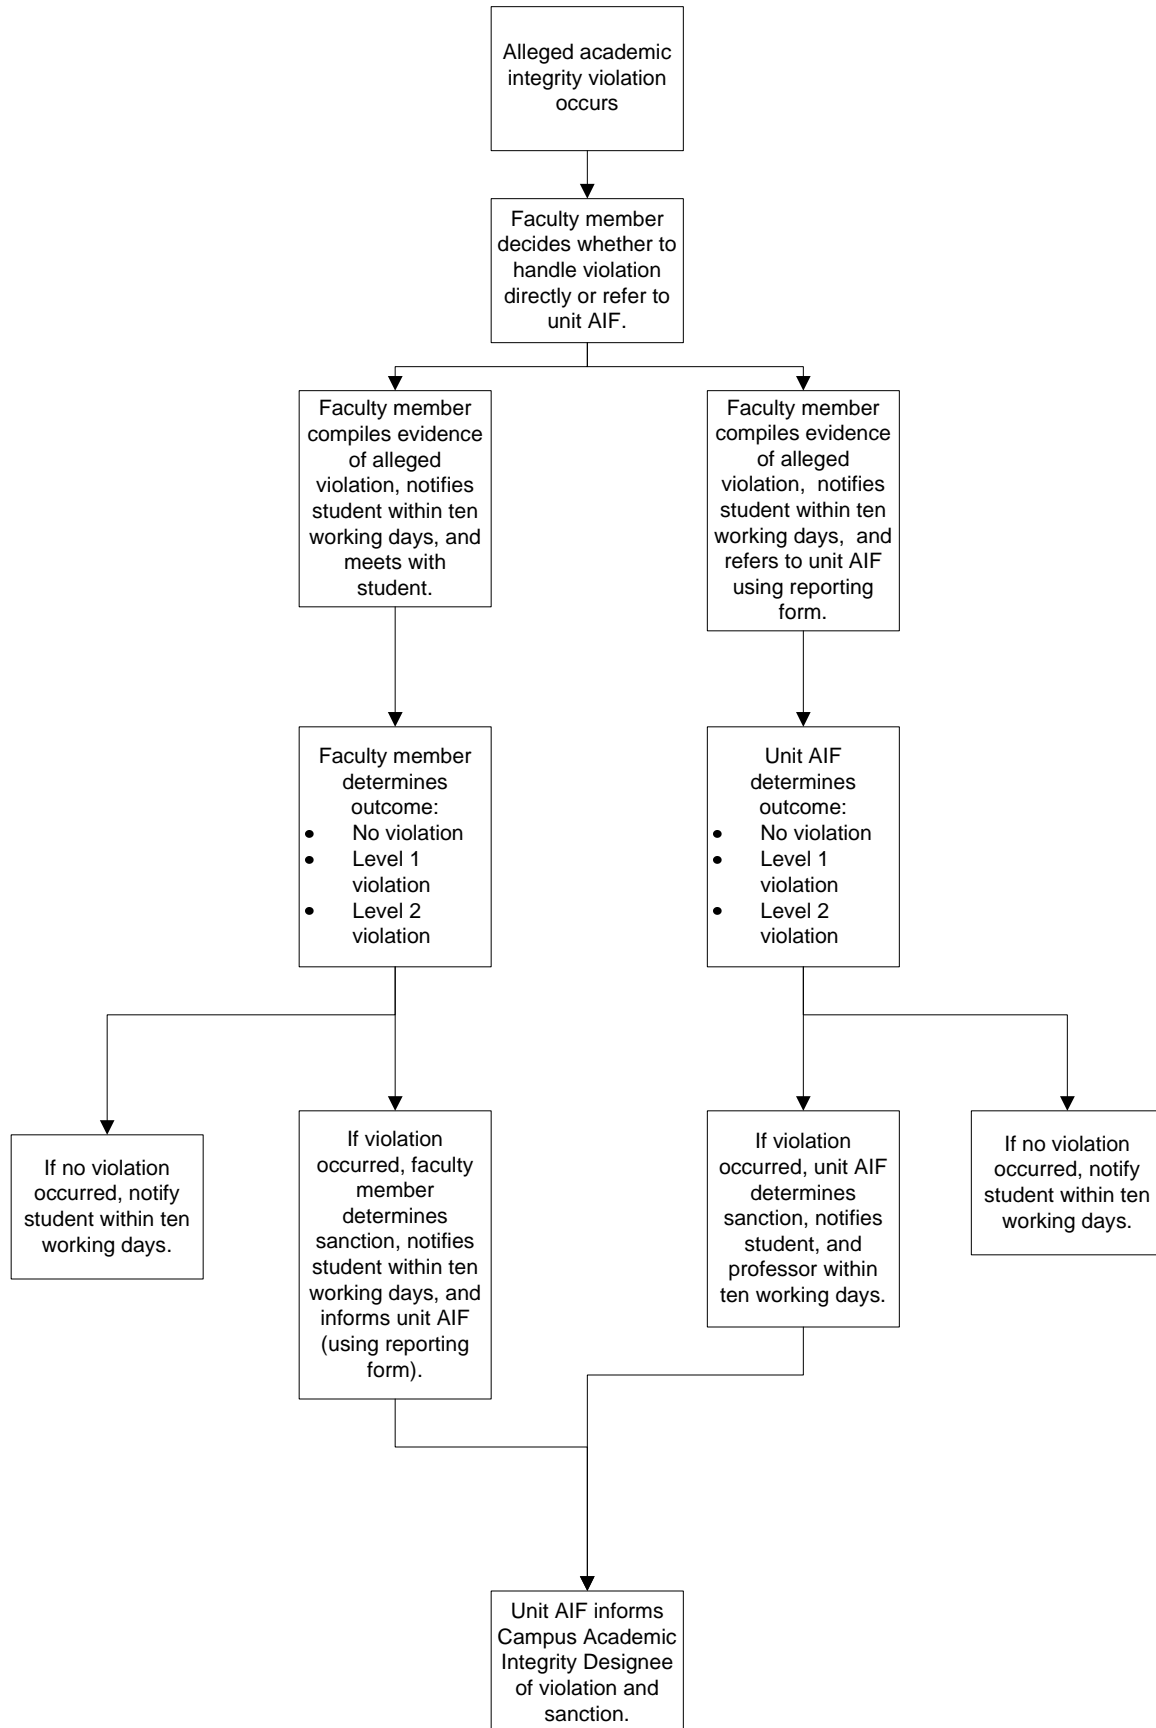 Alleged academic
integrity violation
occurs
Faculty member
decides whether to
handle violation
directly or refer to
unit AIF.
Faculty member
compiles evidence
of alleged
violation, notifies
student within ten
working days, and
meets with
student.
Faculty member
compiles evidence
of alleged
violation,  notifies
student within ten
working days,  and
refers to unit AIF
using reporting
form.
Faculty member
determines
outcome:
• No violation
• Level 1
violation
• Level 2
violation
Unit AIF
determines
outcome:
• No violation
• Level 1
violation
• Level 2
violation
If no violation
occurred, notify
student within ten
working days.
If violation
occurred, faculty
member
determines
sanction, notifies
student within ten
working days, and
informs unit AIF
(using reporting
form).
If violation
occurred, unit AIF
determines
sanction, notifies
student, and
professor within
ten working days.
If no violation
occurred, notify
student within ten
working days.
Unit AIF informs
Campus Academic
Integrity Designee
of violation and
sanction.